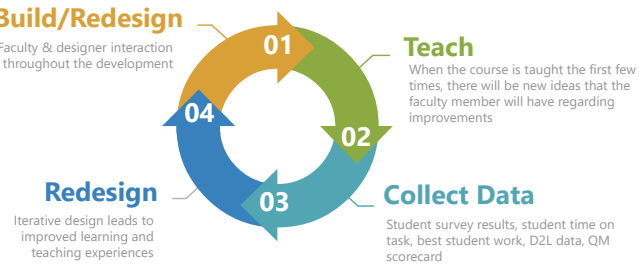 Build/Redesign
Faculty & designer interaction
throughout the development
01
Teach
When the course is taught the first few
times, there will be new ideas that the
faculty member will have regarding
improvements
02
04
03
Redesign
Iterative design leads to
improved learning and
teaching experiences
Collect Data
Student survey results, student time on
task, best student work, D2L data, QM
scorecard